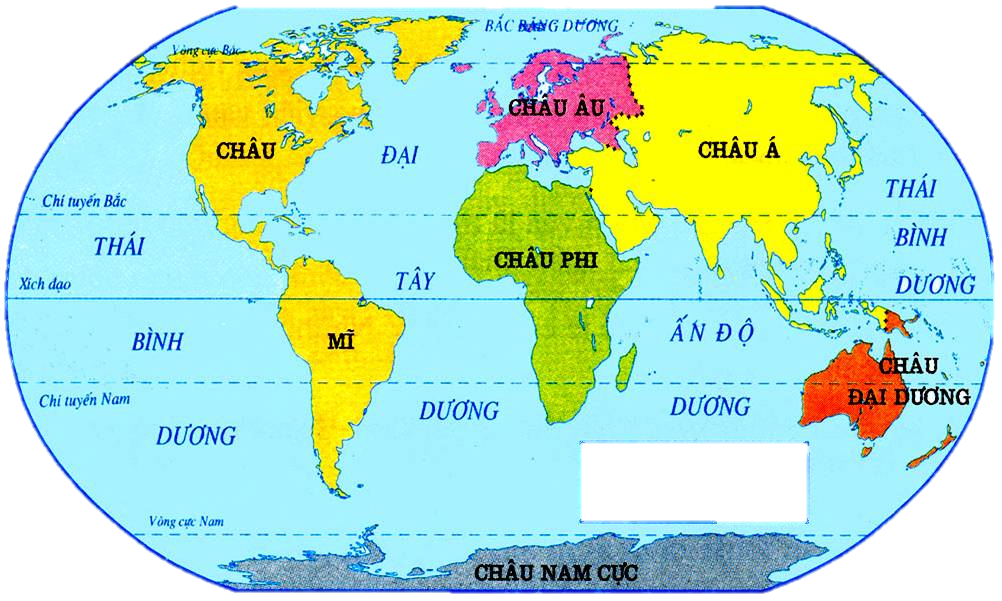 BẮC BĂNG DƯƠNG
Vòng cực Bắc
CHÂU ÂU
CHÂU
ĐẠI
CHÂU Á
THÁI
Chí tuyến Bắc
THÁI
BÌNH
CHÂU PHI
TÂY
Xích đạo
DƯƠNG
BÌNH
MĨ
ẤN ĐỘ
CHÂU
ĐẠI DƯƠNG
Chí tuyến Nam
DƯƠNG
DƯƠNG
DƯƠNG
Vòng cực Nam
CHÂU NAM CỰC